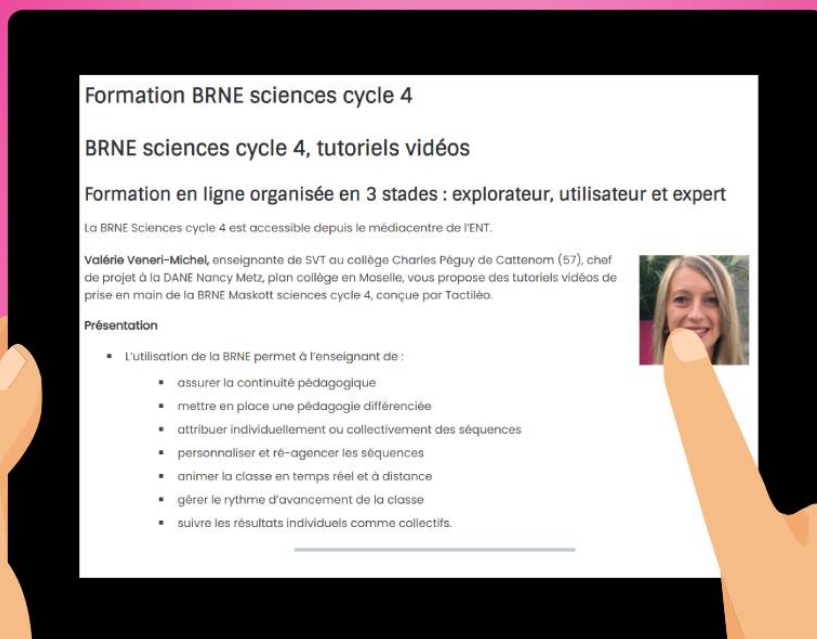 Formation BRNE sciences cycle 4
BRNE sciences cycle 4, tutoriels vidéos
Formation en ligne organisée en 3 stades : explorateur, utilisateur et expert
La BRNE Sciences cycle 4 est accessible depuis le médiacentre de l'ENT.
Valérie Veneri-Michel, enseignante de SVT au collège Charles Péguy de Cattenom (57), chef
de projet à la DANE Nancy Metz, plan collège en Moselle, vous propose des tutoriels vidéos de
prise en main de la BRNE Maskott sciences cycle 4, conçue par Tactiléo.
Présentation
▪ L'utilisation de la BRNE permet à l'enseignant de :
▪ assurer la continuité pédagogique
▪ mettre en place une pédagogie différenciée
▪ attribuer individuellement ou collectivement des séquences
▪ personnaliser et ré-agencer les séquences
▪ animer la classe en temps réel et à distance
▪ gérer le rythme d'avancement de la classe
▪ suivre les résultats individuels comme collectifs.